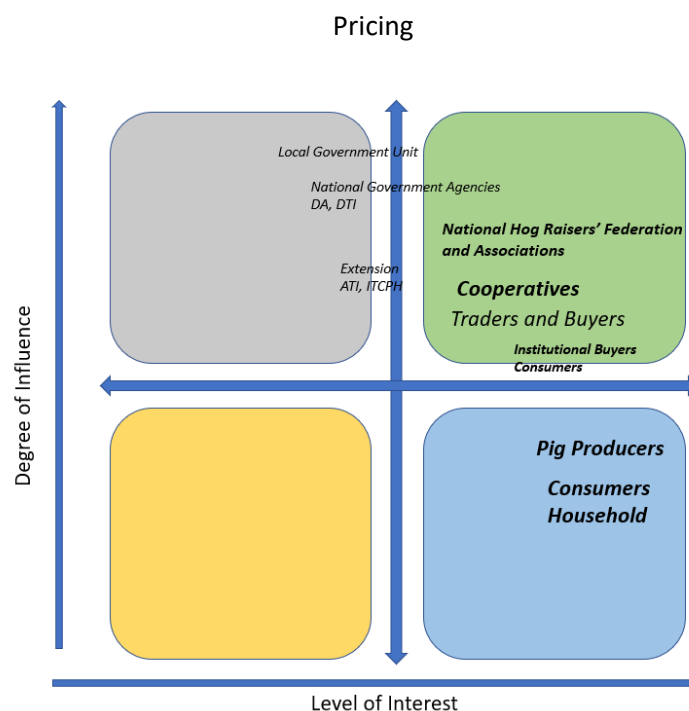 Pricing
Local Government Unit
National Government Agencies
DA, DTI
National Hog Raisers' Federation
and Associations
Extension
ATI, ITCPH
Cooperatives
Traders and Buyers
Institutional Buyers
Consumers
Degree of Influence
Pig Producers
Consumers
Household
Level of Interest